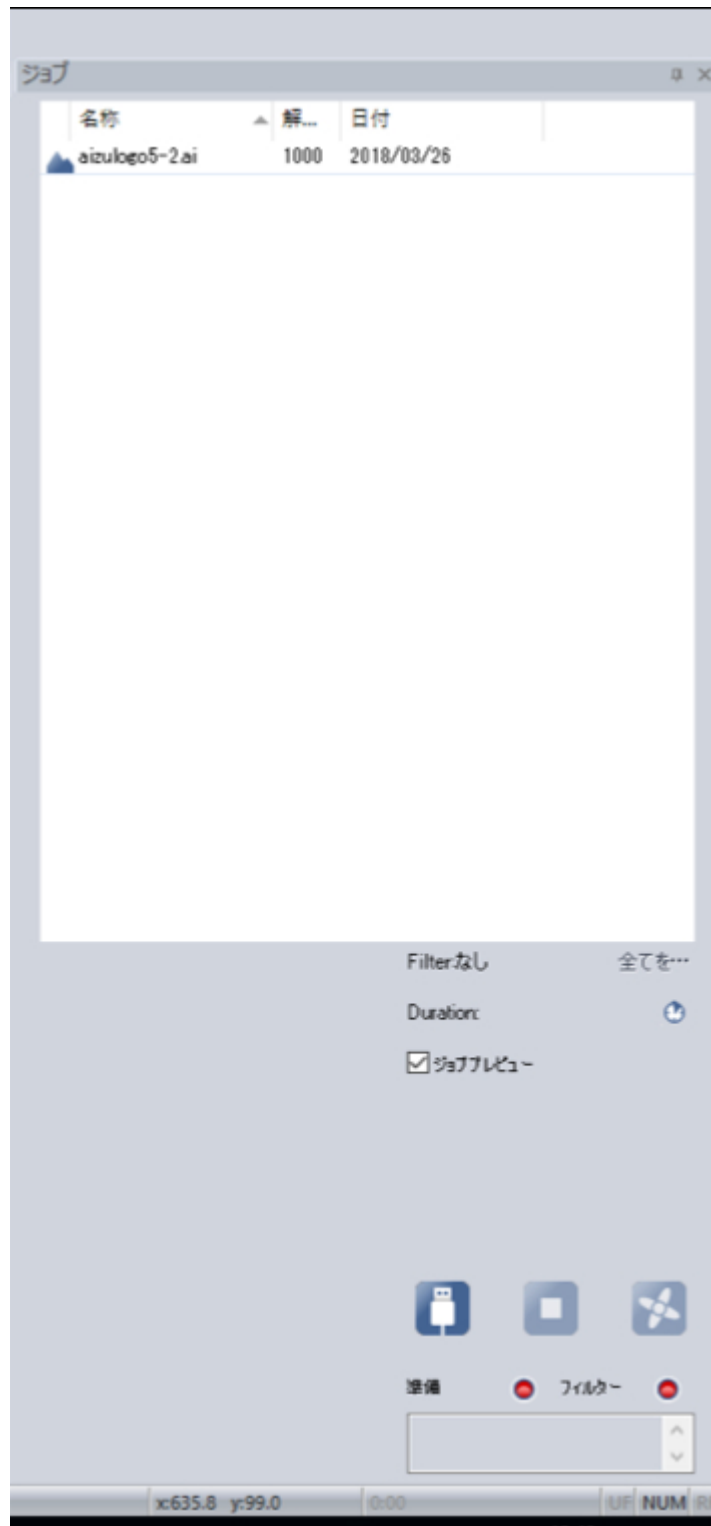 ジョブ
名称 解... 日付
aizulogo5-2.ai 1000 2018/03/26
Filter:なし 全てを…
Duration:
ジョブプレビュー
準備 フィルター
x:635.8 y:99.0 0:00 UF NUM